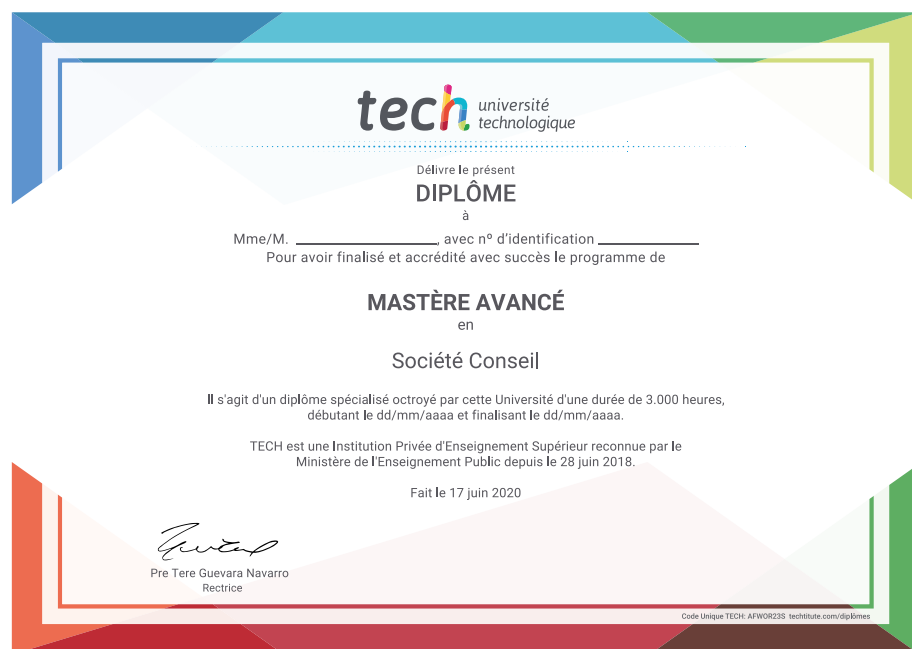 tech université
technologique
Délivre le présent
DIPLÔME
à
Mme/M. ____________________, avec nº d'identification ______________
Pour avoir finalisé et accrédité avec succès le programme de
MASTÈRE AVANCÉ
en
Société Conseil
Il s'agit d'un diplôme spécialisé octroyé par cette Université d'une durée de 3.000 heures,
débutant le dd/mm/aaaa et finalisant le dd/mm/aaaa.
TECH est une Institution Privée d'Enseignement Supérieur reconnue par le
Ministère de l'Enseignement Public depuis le 28 juin 2018.
Fait le 17 juin 2020
Pre Tere Guevara Navarro
Rectrice
Code Unique TECH: AFWOR23S techtitute.com/diplômes